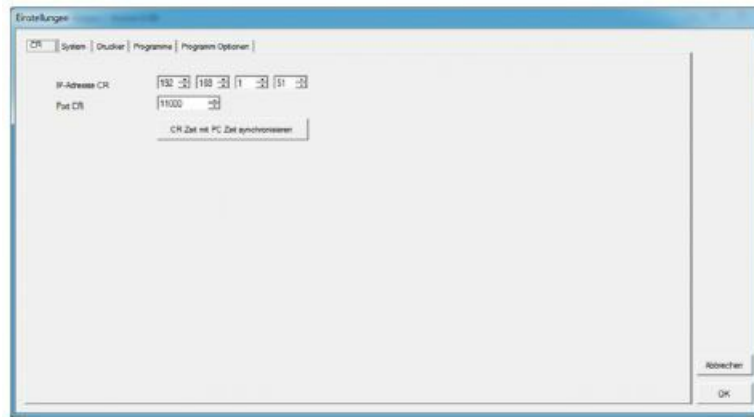 Einstellungen
CR System Drucker Programme Programm Optionen
IP-Adresse CR 192 168 1 51
Port CR 11000
CR Zeit mit PC Zeit synchronisieren
Abbrechen
OK